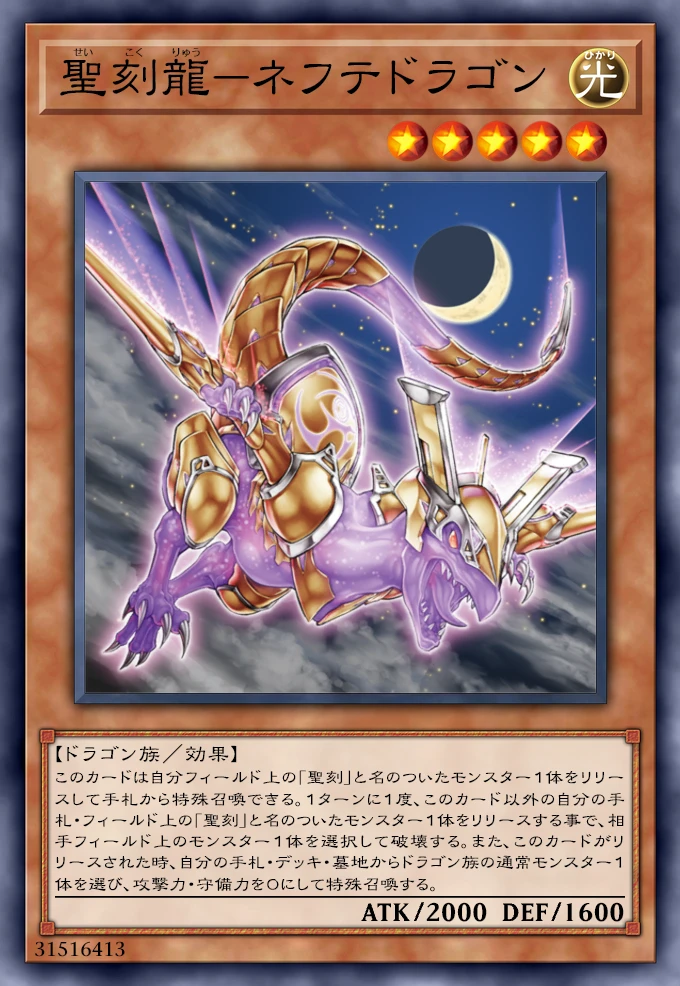 せい こく りゅう
聖刻龍－ネフテドラゴン
ひかり
光
【ドラゴン族／効果】
このカードは自分フィールド上の「聖刻」と名のついたモンスター１体をリリー
スして手札から特殊召喚できる。１ターンに１度、このカード以外の自分の手
札・フィールド上の「聖刻」と名のついたモンスター１体をリリースする事で、相
手フィールド上のモンスター１体を選択して破壊する。また、このカードがリ
リースされた時、自分の手札・デッキ・墓地からドラゴン族の通常モンスター１
体を選び、攻撃力・守備力を０にして特殊召喚する。
ATK/2000 DEF/1600
31516413